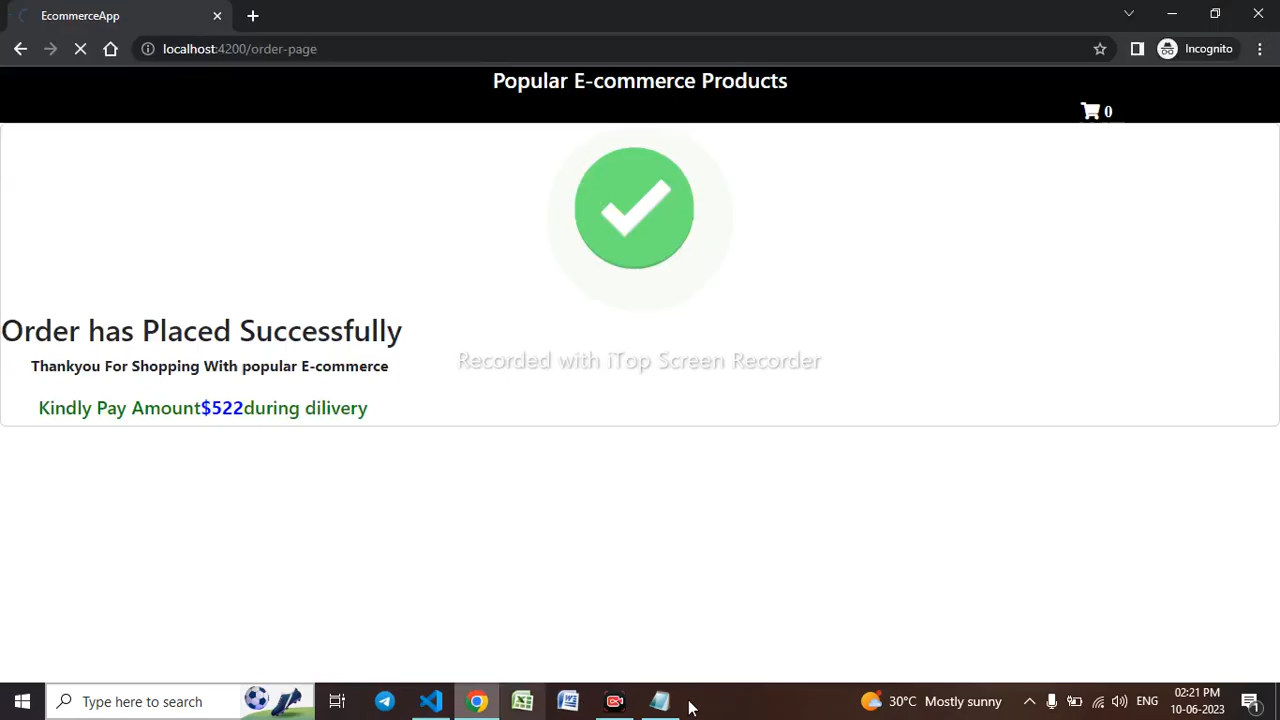 EcommerceApp
localhost:4200/order-page
Incognito
Popular E-commerce Products
0
Order has Placed Successfully
Thankyou For Shopping With popular E-commerce
Recorded with iTop Screen Recorder
Kindly Pay Amount$522during dilivery
Type here to search
30°C Mostly sunny
ENG
02:21 PM
10-06-2023
1